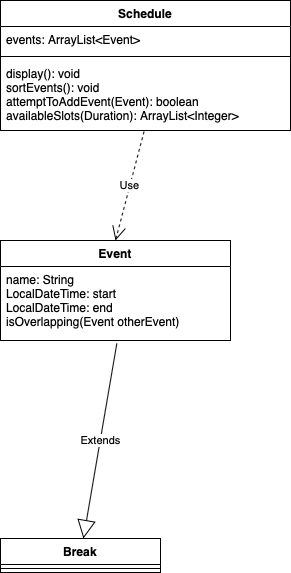 Schedule
events: ArrayList<Event>
display(): void
sortEvents(): void
attemptToAddEvent(Event): boolean
availableSlots(Duration): ArrayList<Integer>
Use
Event
name: String
LocalDateTime: start
LocalDateTime: end
isOverlapping(Event otherEvent)
Extends
Break